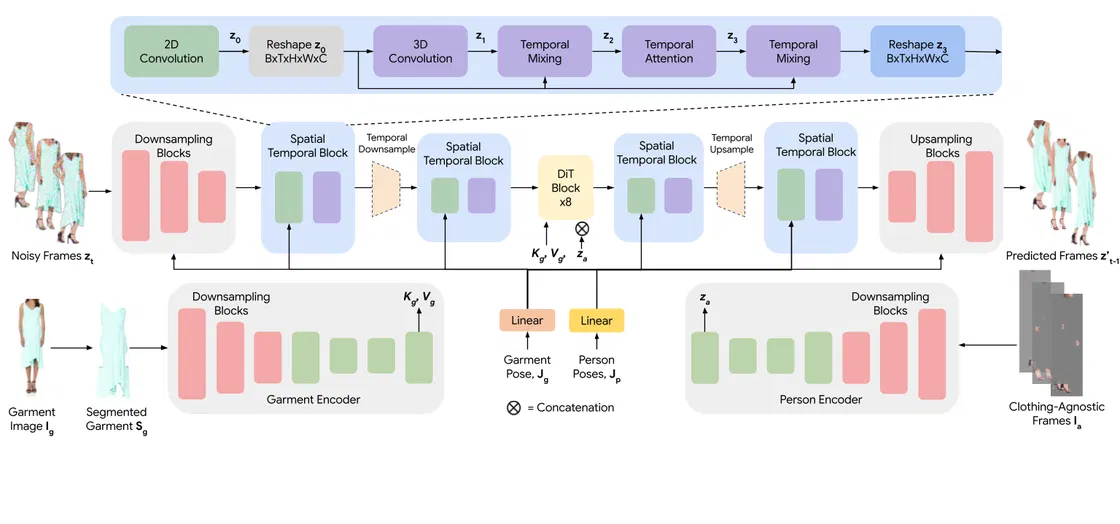 2D
Convolution
z0
Reshape z0
BxTxHxWxC
3D
Convolution
z1
Temporal
Mixing
z2
Temporal
Attention
z3
Temporal
Mixing
Reshape z3
BxTxHxWxC
Downsampling
Blocks
Spatial
Temporal Block
Temporal
Downsample
Spatial
Temporal Block
DiT
Block
x8
Spatial
Temporal Block
Temporal
Upsample
Spatial
Temporal Block
Upsampling
Blocks
Noisy Frames zt
Kg, Vg,
za
Predicted Frames z't-1
Downsampling
Blocks
Kg, Vg
Garment Encoder
Linear
Linear
Garment
Pose, Jg
Person
Poses, Jp
= Concatenation
za
Downsampling
Blocks
Person Encoder
Garment
Image Ig
Segmented
Garment Sg
Clothing-Agnostic
Frames Ia